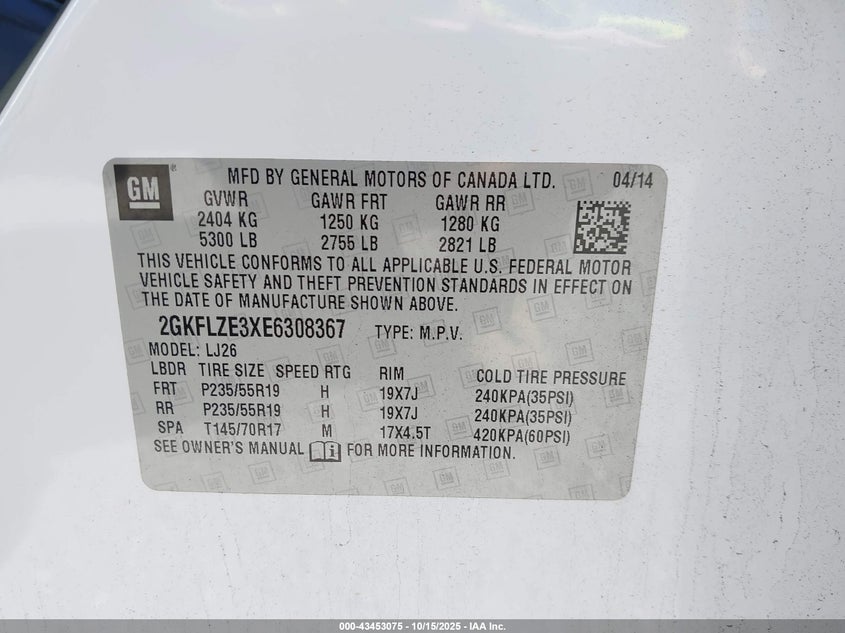 GM
®
MFD BY GENERAL MOTORS OF CANADA LTD. 04/14
GVWR GAWR FRT GAWR RR
2404 KG 1250 KG 1280 KG
5300 LB 2755 LB 2821 LB
THIS VEHICLE CONFORMS TO ALL APPLICABLE U.S. FEDERAL MOTOR
VEHICLE SAFETY AND THEFT PREVENTION STANDARDS IN EFFECT ON
THE DATE OF MANUFACTURE SHOWN ABOVE.
2GKFLZE3XE6308367 TYPE: M.P.V.
MODEL: LJ26
LBDR TIRE SIZE SPEED RTG RIM COLD TIRE PRESSURE
FRT P235/55R19 H 19X7J 240KPA(35PSI)
RR P235/55R19 H 19X7J 240KPA(35PSI)
SPA T145/70R17 M 17X4.5T 420KPA(60PSI)
SEE OWNER'S MANUAL FOR MORE INFORMATION.
000-43453075 - 10/15/2025 - IAA Inc.